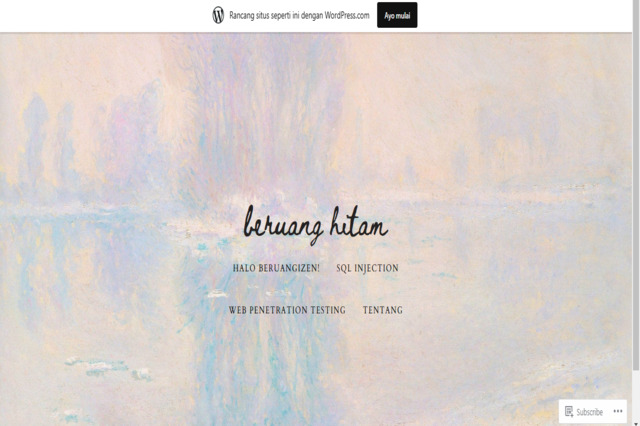 Rancang situs seperti ini dengan WordPress.com Ayo mulai
beruang hitam
HALO BERUANGIZEN! SQL INJECTION
WEB PENETRATION TESTING TENTANG
Subscribe